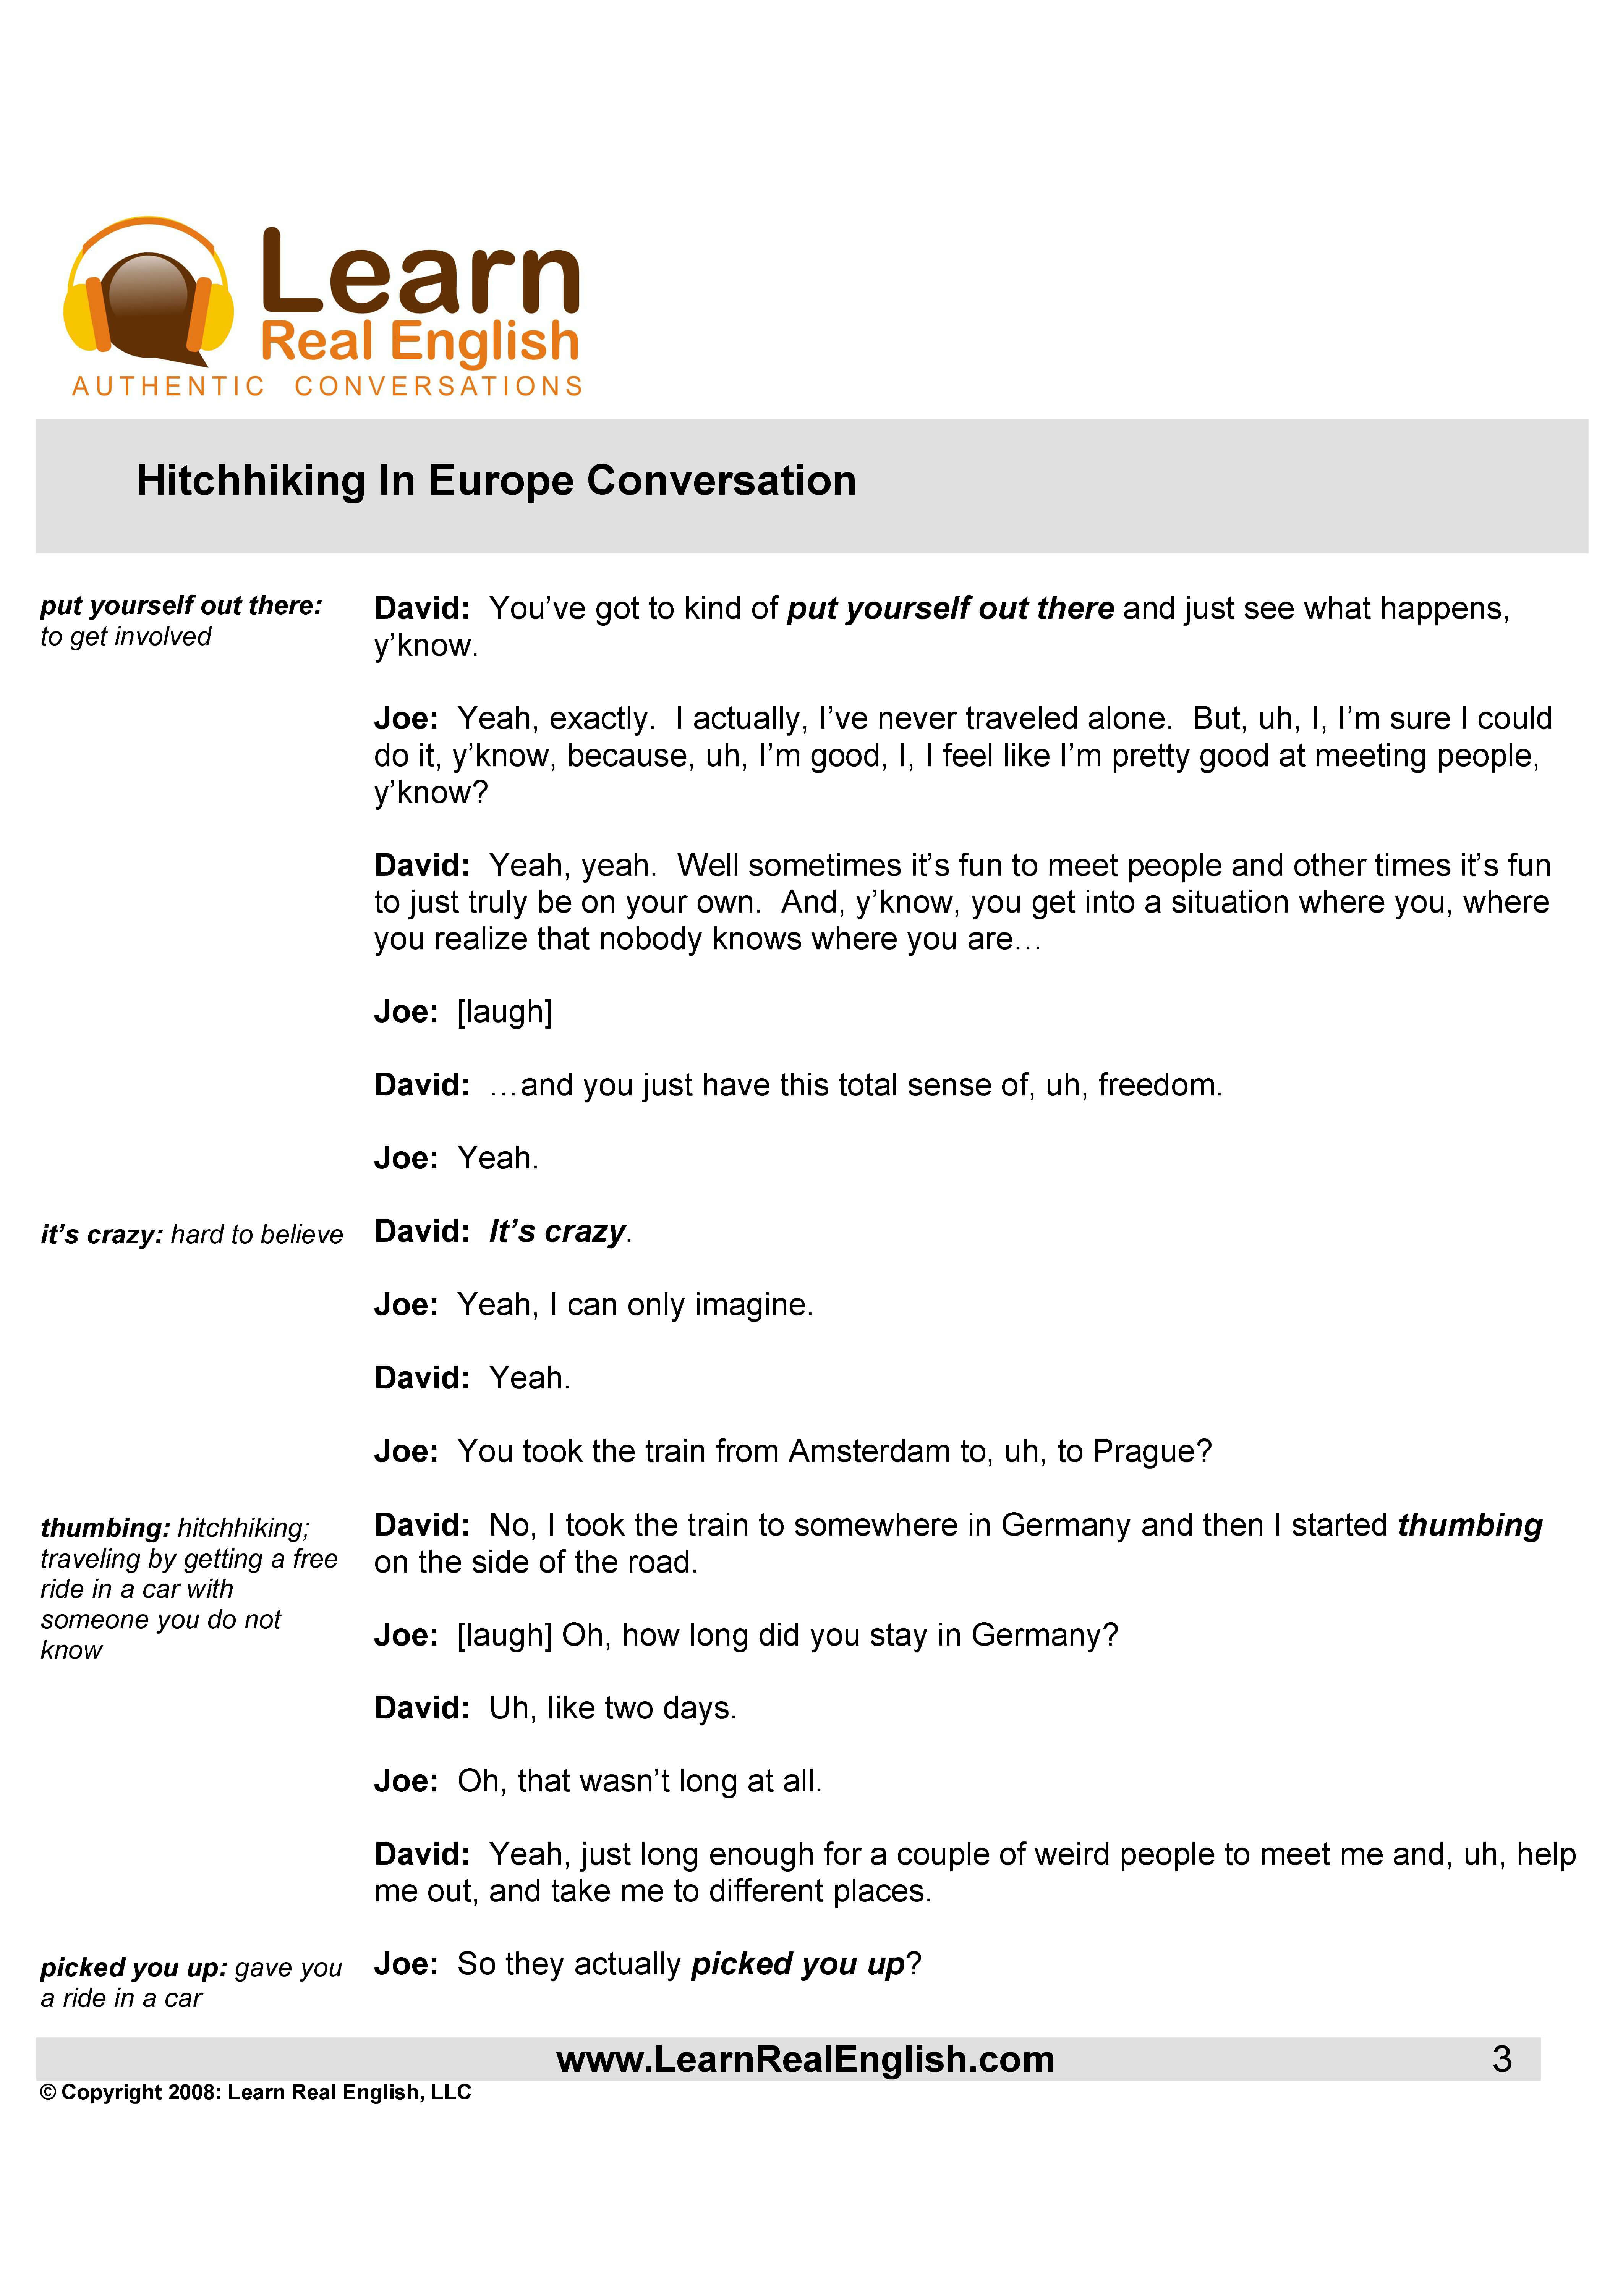 Learn
Real English
AUTHENTIC CONVERSATIONS
Hitchhiking In Europe Conversation
put yourself out there:
to get involved
David: You’ve got to kind of put yourself out there and just see what happens,
y’know.
Joe: Yeah, exactly. I actually, I’ve never traveled alone. But, uh, I, I’m sure I could
do it, y’know, because, uh, I’m good, I, I feel like I’m pretty good at meeting people,
y’know?
David: Yeah, yeah. Well sometimes it’s fun to meet people and other times it’s fun
to just truly be on your own. And, y’know, you get into a situation where you, where
you realize that nobody knows where you are…
Joe: [laugh]
David: …and you just have this total sense of, uh, freedom.
Joe: Yeah.
it’s crazy: hard to believe
David: It’s crazy.
Joe: Yeah, I can only imagine.
David: Yeah.
Joe: You took the train from Amsterdam to, uh, to Prague?
thumbing: hitchhiking;
traveling by getting a free
ride in a car with
someone you do not
know
David: No, I took the train to somewhere in Germany and then I started thumbing
on the side of the road.
Joe: [laugh] Oh, how long did you stay in Germany?
David: Uh, like two days.
Joe: Oh, that wasn’t long at all.
David: Yeah, just long enough for a couple of weird people to meet me and, uh, help
me out, and take me to different places.
picked you up: gave you
a ride in a car
Joe: So they actually picked you up?
www.LearnRealEnglish.com 3
© Copyright 2008: Learn Real English, LLC